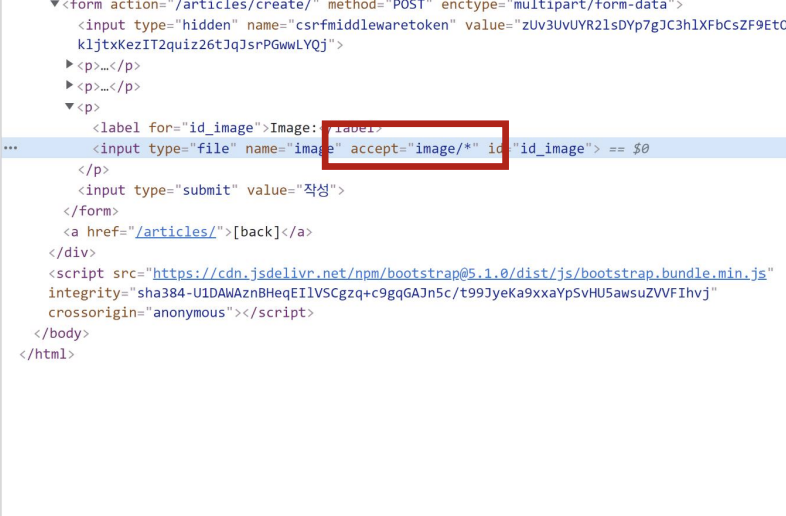 ▼<form action="/articles/create/" method="POST" enctype="multipart/form-data">
<input type="hidden" name="csrfmiddlewaretoken" value="zUv3UvUYR2lsDYp7gJC3hlXFbCsZF9EtO
kljtxKezIT2quiz26tJqJsrPGwwLYQj">
▶<p>…</p>
▶<p>…</p>
▼<p>
<label for="id_image">Image:</label>
••• <input type="file" name="image" accept="image/*" id="id_image"> == $0
</p>
<input type="submit" value="작성">
</form>
<a href="/articles/">[back]</a>
</div>
<script src="https://cdn.jsdelivr.net/npm/bootstrap@5.1.0/dist/js/bootstrap.bundle.min.js"
integrity="sha384-U1DAWAznBHeqEIlVSCgzq+c9gqGAJn5c/t99JyeKa9xxaYpSvHU5awsuZVVFIhvj"
crossorigin="anonymous"></script>
</body>
</html>